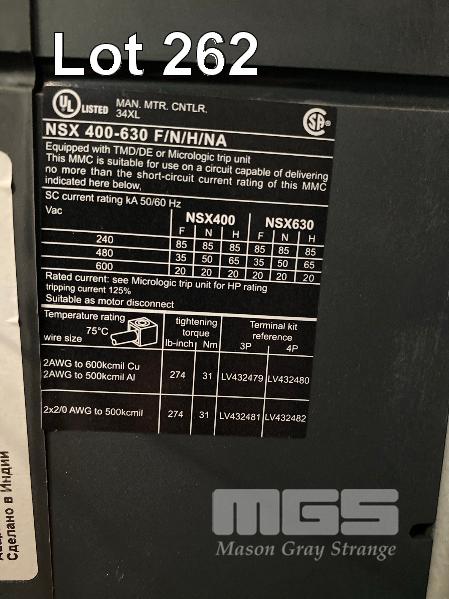 Lot 262
UL LISTED MAN. MTR. CNTLR.
34XL
NSX 400-630 F/N/H/NA
Equipped with TMD/DE or Micrologic trip unit
This MMC is suitable for use on a circuit capable of delivering
no more than the short-circuit current rating of this MMC
indicated here below,
SC current rating kA 50/60 Hz
Vac NSX400 NSX630
F N H F N H
240 85 85 85 85 85 85
480 35 50 65 35 50 65
600 20 20 20 20 20 20
Rated current: see Micrologic trip unit for HP rating
tripping current 125%
Suitable as motor disconnect
Temperature rating
75°C
wire size
tightening
torque
lb-inch Nm
Terminal kit
reference
3P 4P
2AWG to 600kcmil Cu
2AWG to 500kcmil Al
274 31 LV432479 LV432480
2x2/0 AWG to 500kcmil 274 31 LV432481 LV432482
Сделано в Индии
MGS
Mason Gray Strange